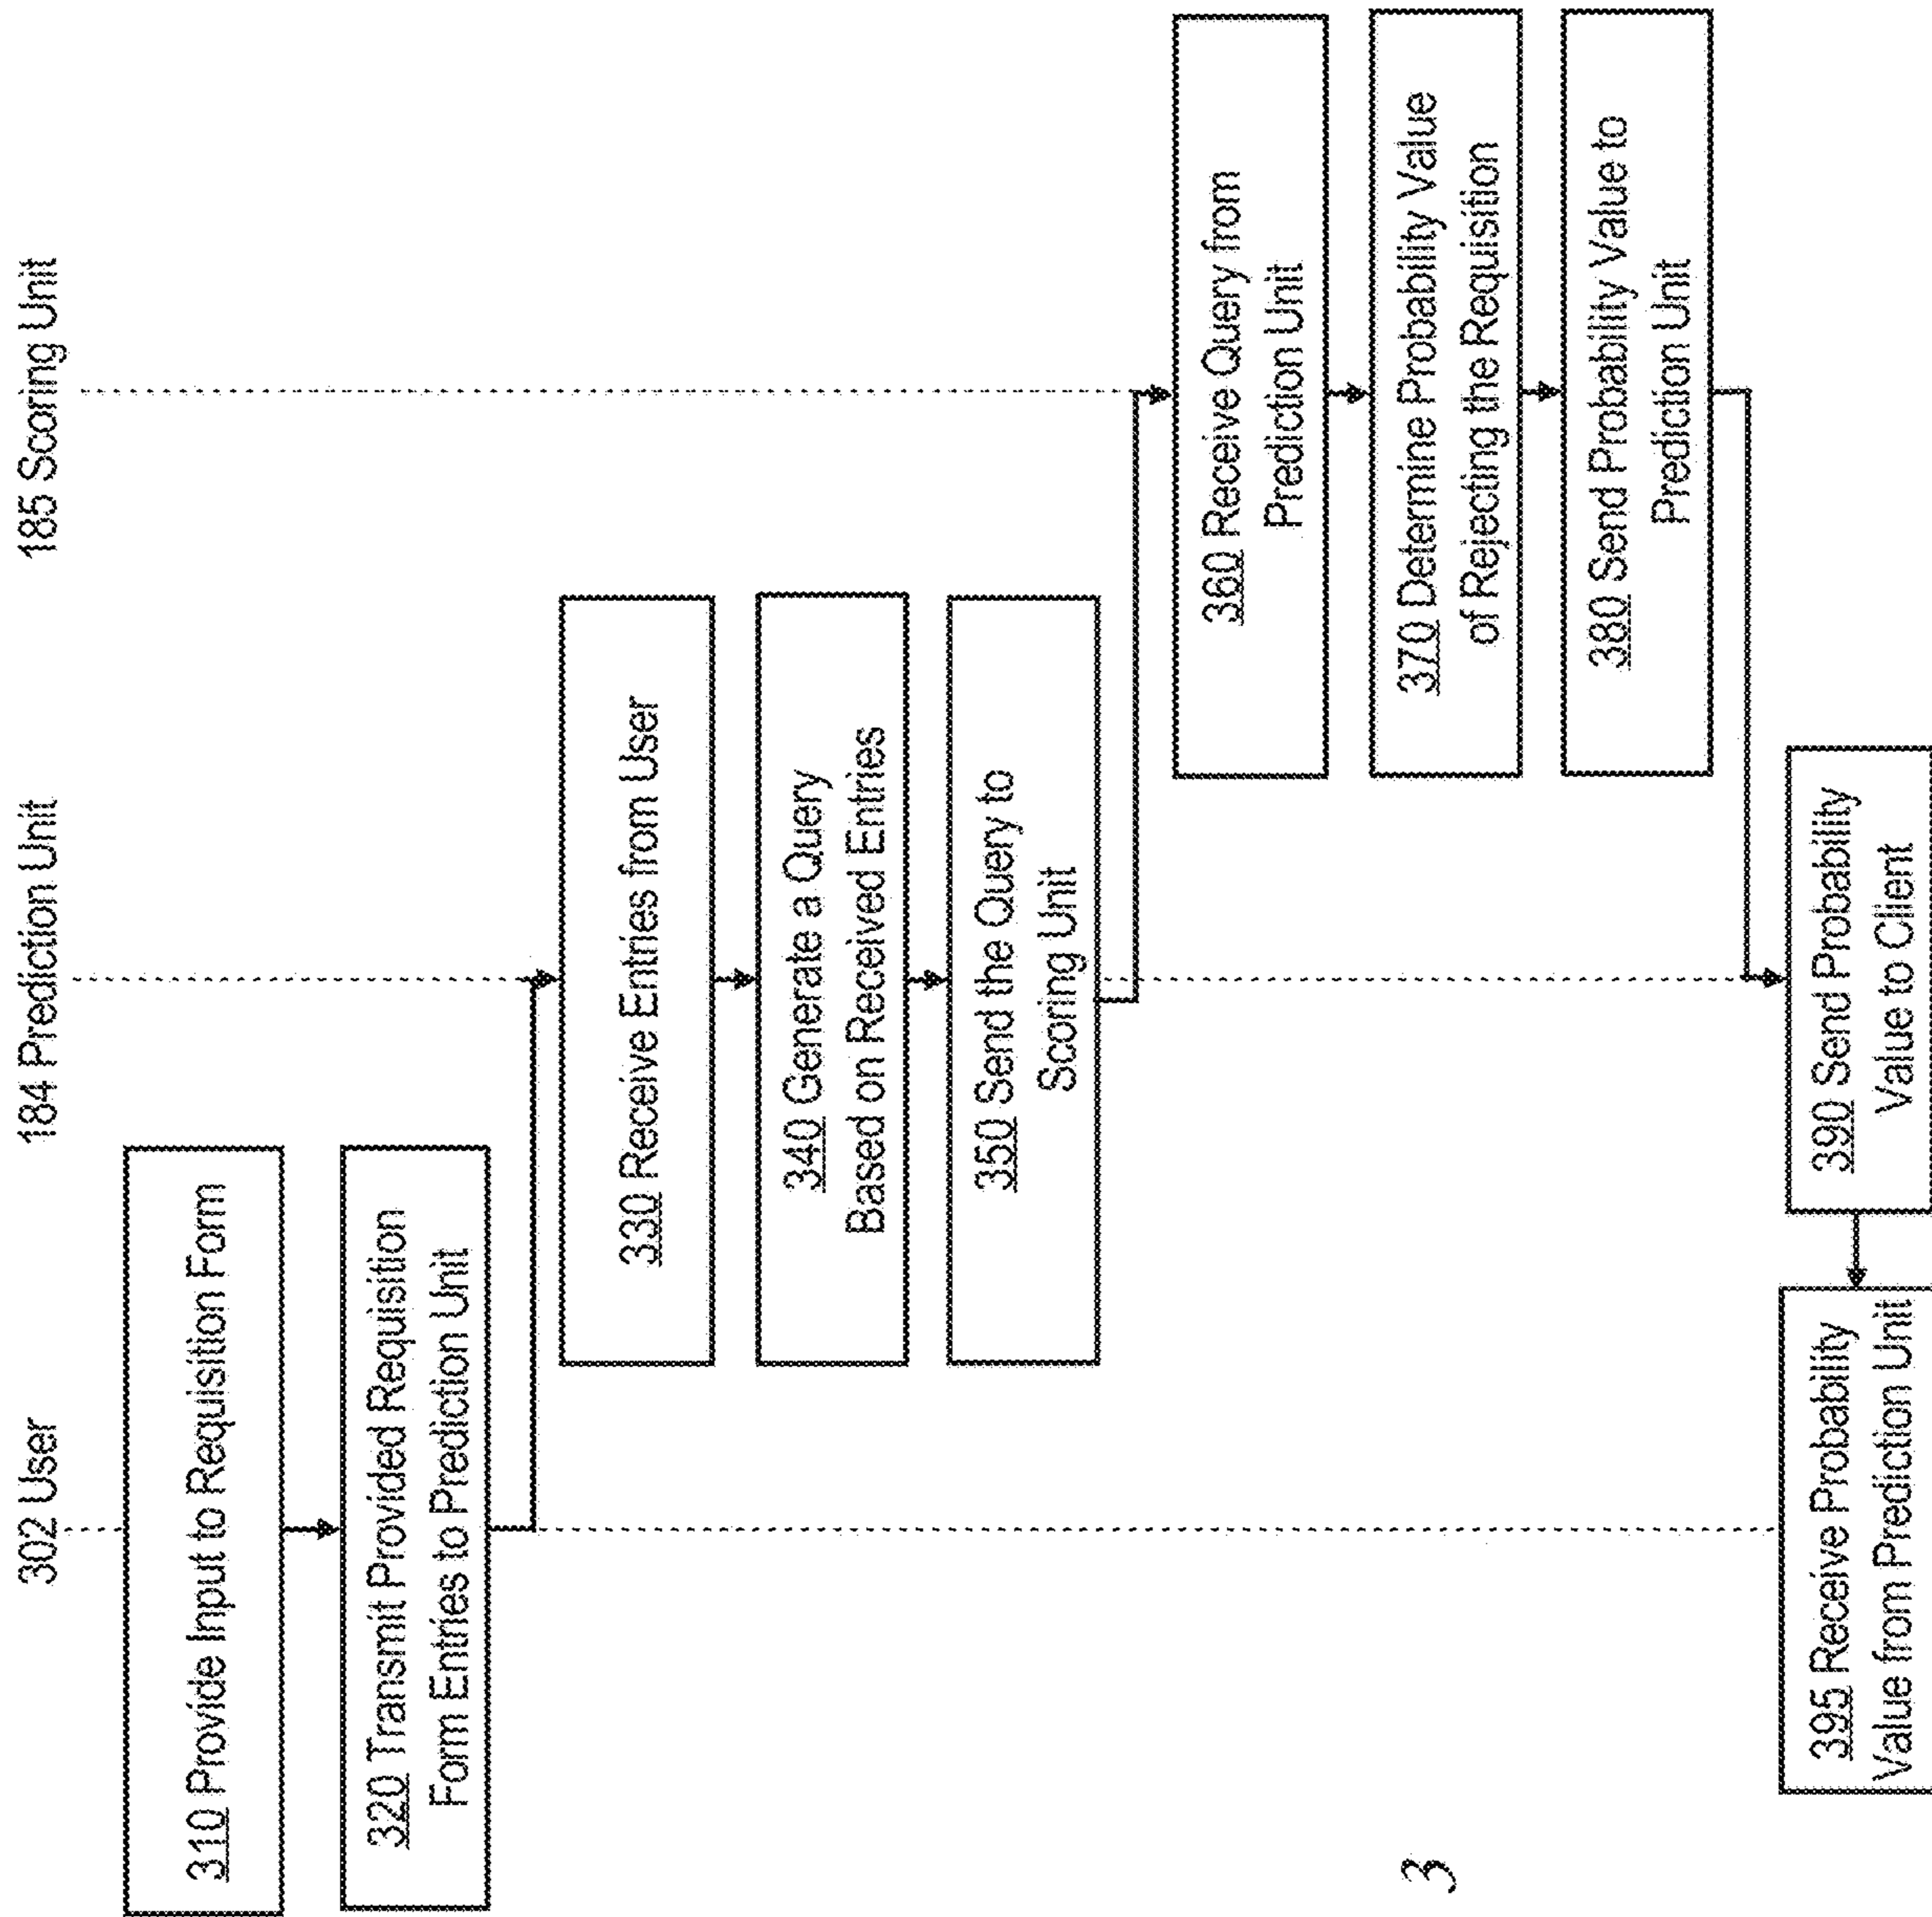 302 User
184 Prediction Unit
185 Scoring Unit
310 Provide Input to Requisition Form
320 Transmit Provided Requisition
Form Entries to Prediction Unit
330 Receive Entries from User
340 Generate a Query
Based on Received Entries
350 Send the Query to
Scoring Unit
360 Receive Query from
Prediction Unit
370 Determine Probability Value
of Rejecting the Requisition
380 Send Probability Value to
Prediction Unit
390 Send Probability
Value to Client
395 Receive Probability
Value from Prediction Unit
3